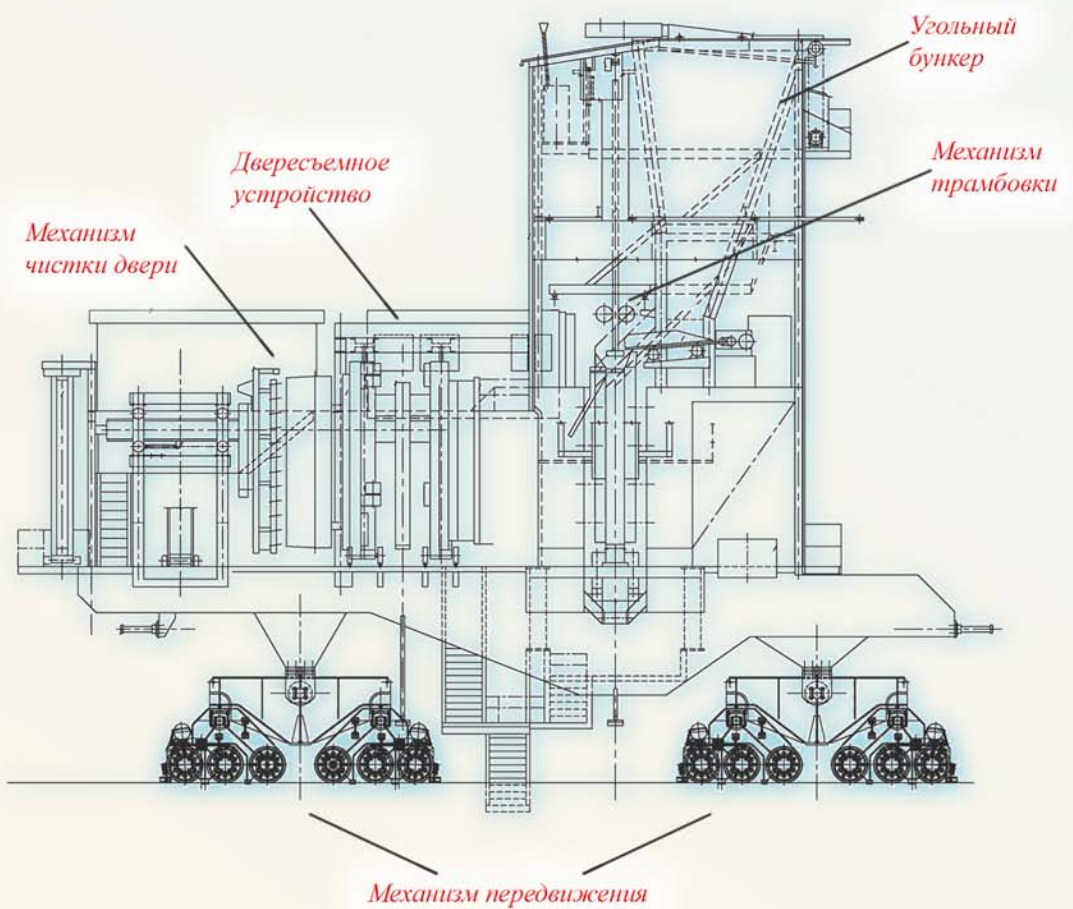 Угольный
бункер
Механизм
трамбовки
Двересъемное
устройство
Механизм
чистки двери
Механизм передвижения